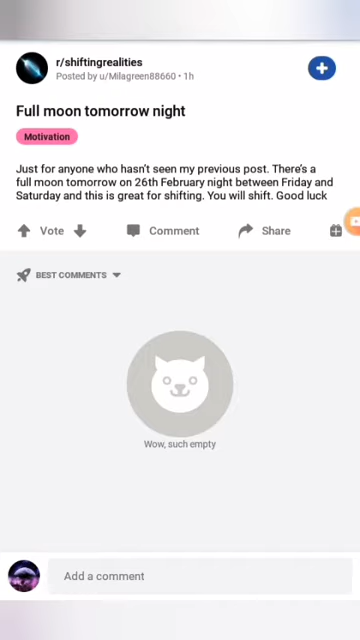 r/shiftingrealities
Posted by u/Milagreen88660 • 1h
Full moon tomorrow night
Motivation
Just for anyone who hasn't seen my previous post. There's a
full moon tomorrow on 26th February night between Friday and
Saturday and this is great for shifting. You will shift. Good luck
Vote Comment Share
BEST COMMENTS
Wow, such empty
Add a comment